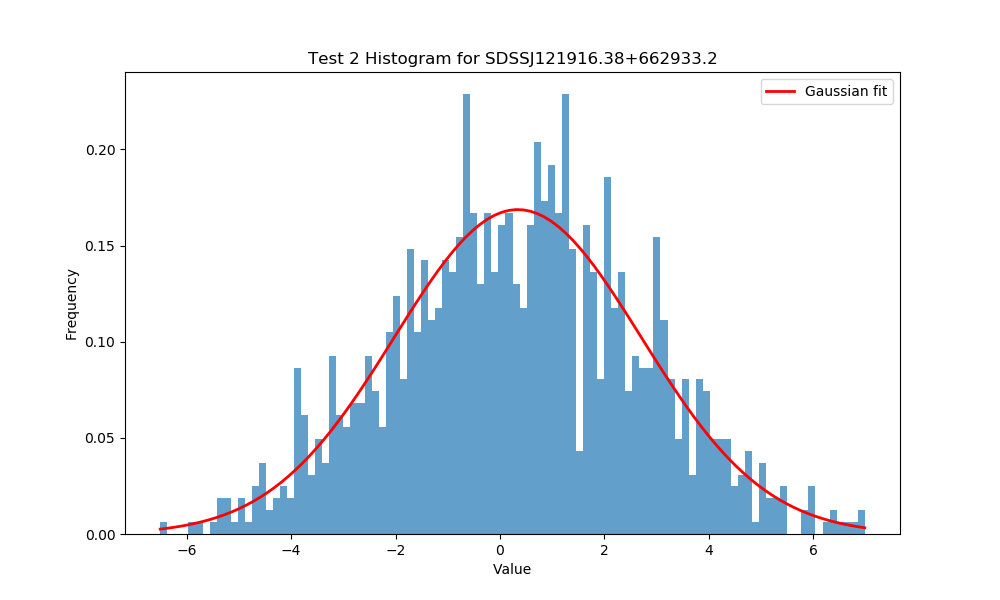 Test 2 Histogram for SDSSJ121916.38+662933.2
Gaussian fit
0.20
0.15
0.10
0.05
0.00
Frequency
−6 −4 −2 0 2 4 6
Value